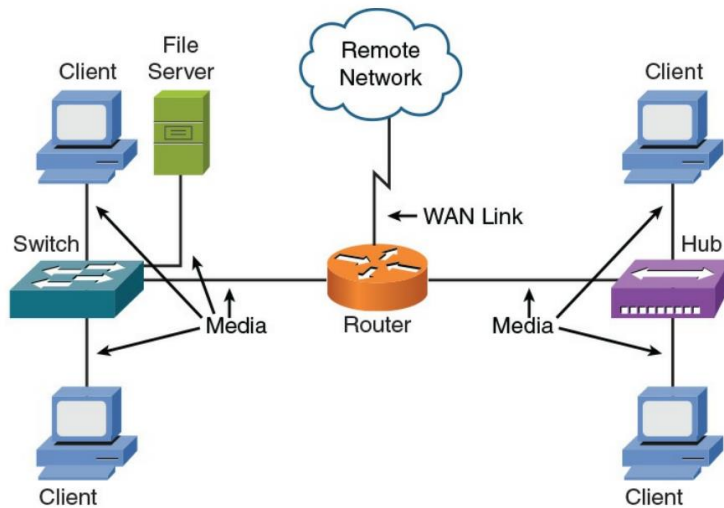 File
Server
Client
Remote
Network
Client
WAN Link
Switch
Hub
Media
Router
Media
Client
Client